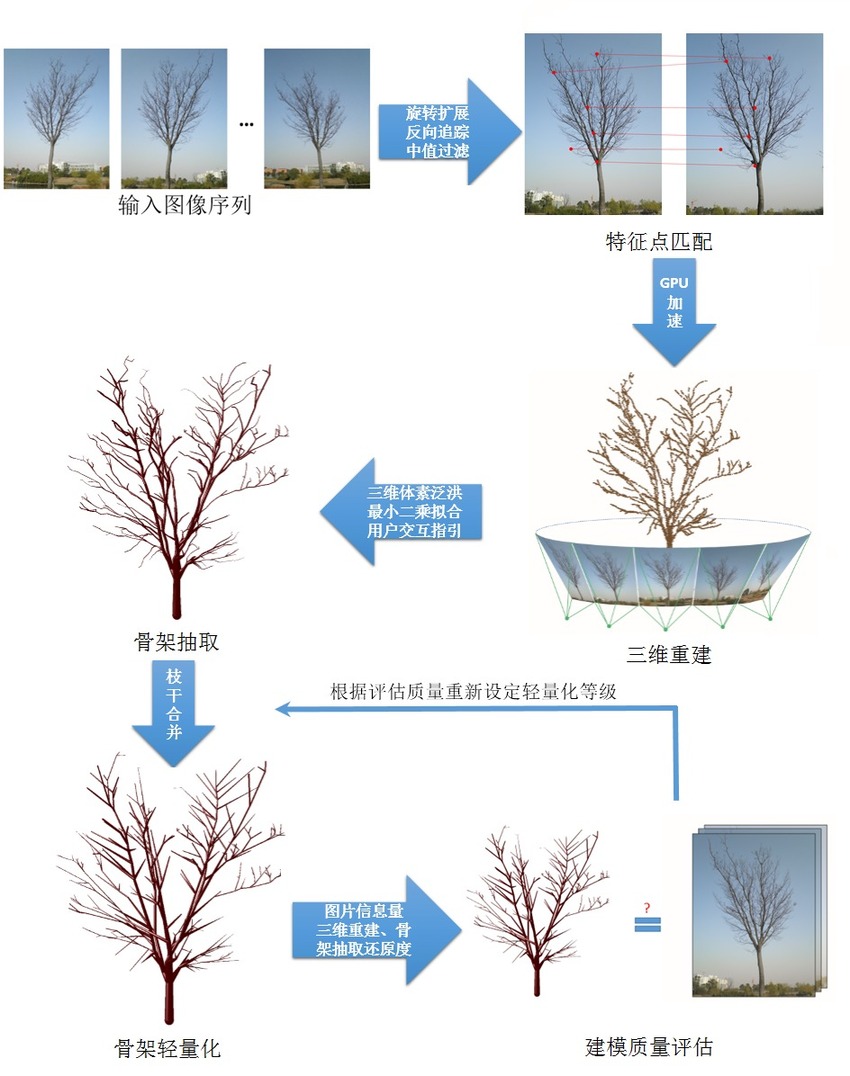 旋转扩展
反向追踪
中值过滤
...
输入图像序列
特征点匹配
GPU
加
速
三维体素泛洪
最小二乘拟合
用户交互指引
骨架抽取
三维重建
枝
干
合
并
根据评估质量重新设定轻量化等级
图片信息量
三维重建、骨
架抽取还原度
?
=
骨架轻量化
建模质量评估